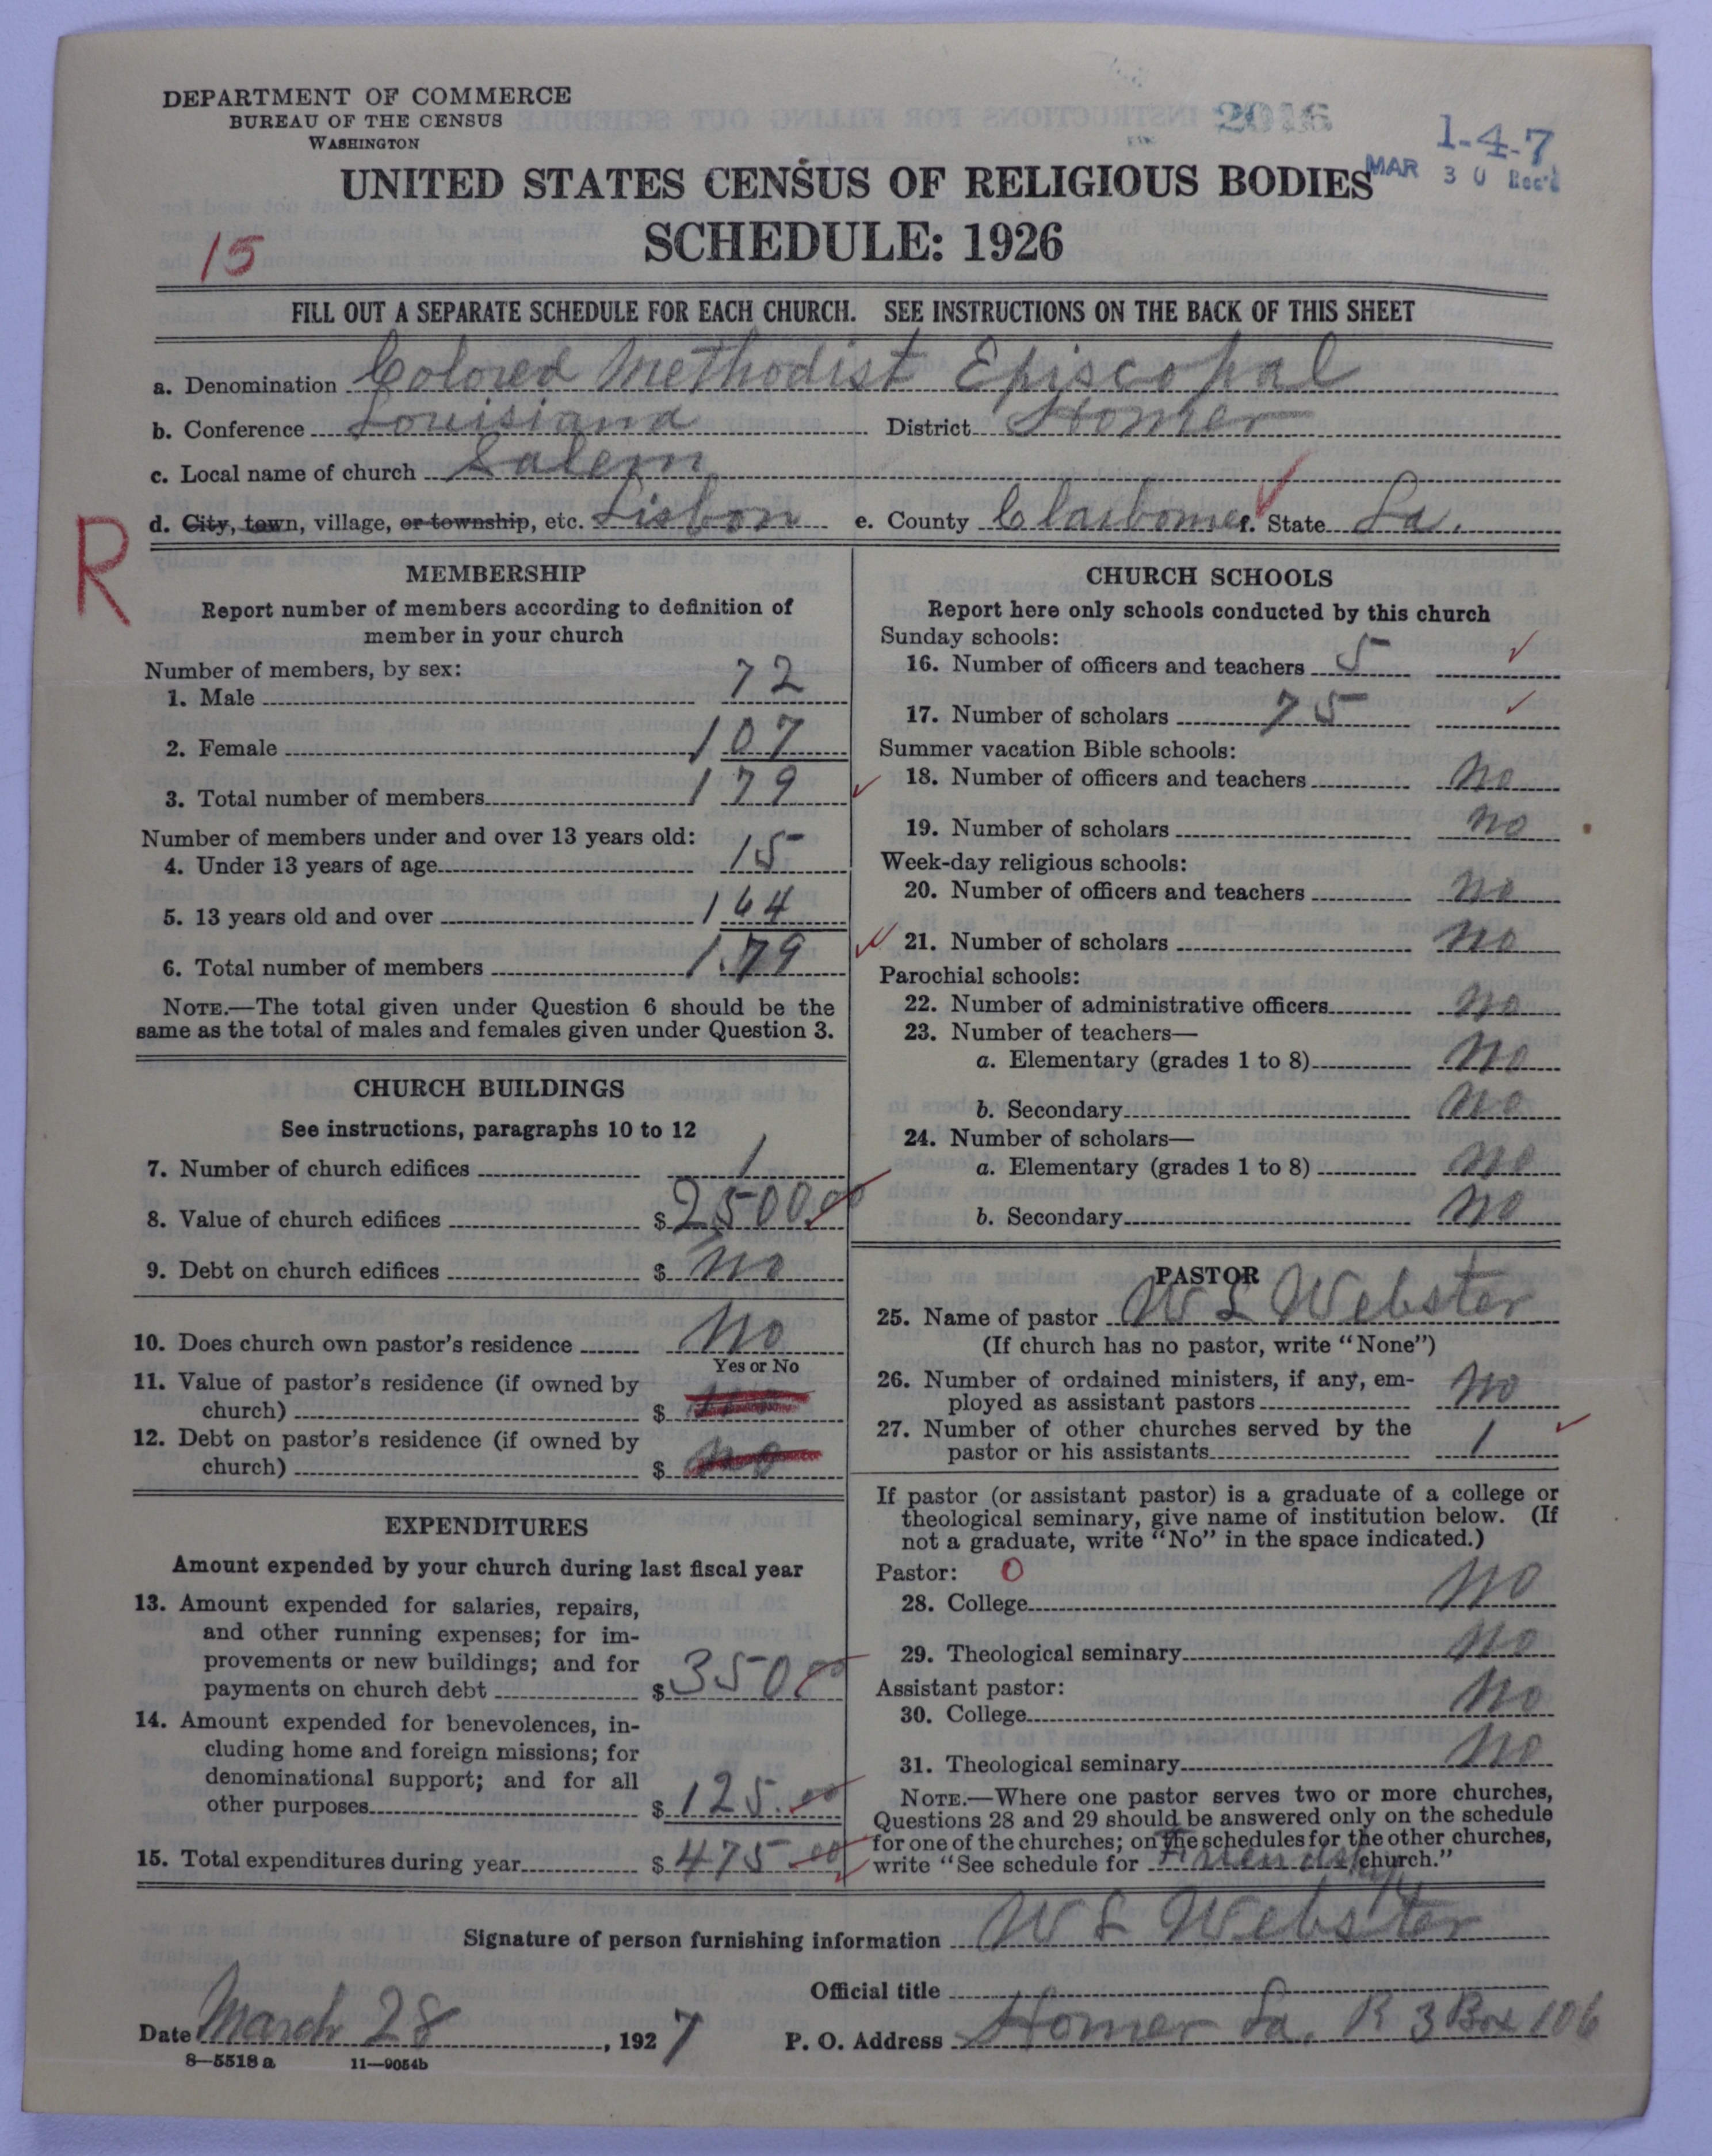 DEPARTMENT OF COMMERCE
BUREAU OF THE CENSUS
WASHINGTON
1-4-7
MAR 30 Rec'd
UNITED STATES CENSUS OF RELIGIOUS BODIES
SCHEDULE: 1926
15
FILL OUT A SEPARATE SCHEDULE FOR EACH CHURCH. SEE INSTRUCTIONS ON THE BACK OF THIS SHEET
a. Denomination Colored Methodist Episcopal
b. Conference Louisiana District Homer
c. Local name of church Salem
d. City, town, village, or township, etc. Lisbon e. County Claiborne f. State La.
R
MEMBERSHIP
Report number of members according to definition of
member in your church
Number of members, by sex:
1. Male 72
2. Female 107
3. Total number of members 179
Number of members under and over 13 years old:
4. Under 13 years of age 15
5. 13 years old and over 164
6. Total number of members 179
NOTE.—The total given under Question 6 should be the
same as the total of males and females given under Question 3.
CHURCH BUILDINGS
See instructions, paragraphs 10 to 12
7. Number of church edifices 1
8. Value of church edifices $ 2500.00
9. Debt on church edifices $ no
10. Does church own pastor's residence no
Yes or No
11. Value of pastor's residence (if owned by
church) $
12. Debt on pastor's residence (if owned by
church) $ no
EXPENDITURES
Amount expended by your church during last fiscal year
13. Amount expended for salaries, repairs,
and other running expenses; for im-
provements or new buildings; and for
payments on church debt $ 350.00
14. Amount expended for benevolences, in-
cluding home and foreign missions; for
denominational support; and for all
other purposes $ 125.00
15. Total expenditures during year $ 475.00
CHURCH SCHOOLS
Report here only schools conducted by this church
Sunday schools:
16. Number of officers and teachers 5
17. Number of scholars 75
Summer vacation Bible schools:
18. Number of officers and teachers no
19. Number of scholars no
Week-day religious schools:
20. Number of officers and teachers no
21. Number of scholars no
Parochial schools:
22. Number of administrative officers no
23. Number of teachers—
a. Elementary (grades 1 to 8) no
b. Secondary no
24. Number of scholars—
a. Elementary (grades 1 to 8) no
b. Secondary no
PASTOR
25. Name of pastor W L Webster
(If church has no pastor, write "None")
26. Number of ordained ministers, if any, em-
ployed as assistant pastors no
27. Number of other churches served by the
pastor or his assistants 1
If pastor (or assistant pastor) is a graduate of a college or
theological seminary, give name of institution below. (If
not a graduate, write "No" in the space indicated.)
Pastor: 0
28. College no
29. Theological seminary no
Assistant pastor:
30. College no
31. Theological seminary no
NOTE.—Where one pastor serves two or more churches,
Questions 28 and 29 should be answered only on the schedule
for one of the churches; on the schedules for the other churches,
write "See schedule for Friendship church."
Signature of person furnishing information W L Webster
Official title
Date March 28, 1927 P. O. Address Homer La. R 3 Box 106
8—5518 a 11—9054b